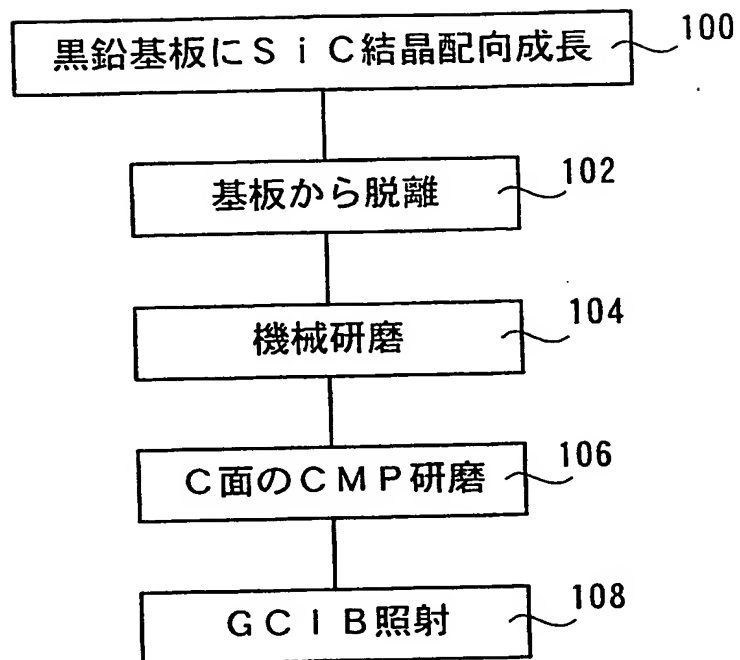 黒鉛基板にSiC結晶配向成長 100
基板から脱離 102
機械研磨 104
C面のCMP研磨 106
GCIB照射 108